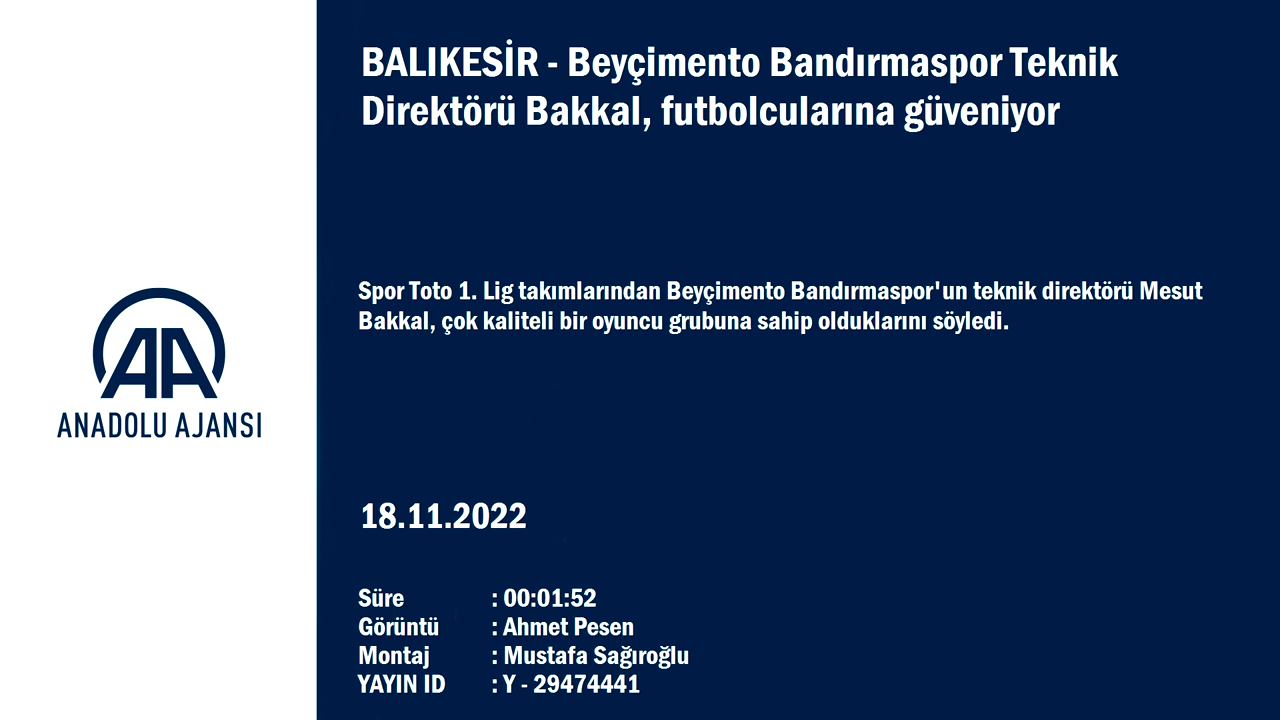 BALIKESİR - Beyçimento Bandırmaspor Teknik
Direktörü Bakkal, futbolcularına güveniyor
Spor Toto 1. Lig takımlarından Beyçimento Bandırmaspor'un teknik direktörü Mesut
Bakkal, çok kaliteli bir oyuncu grubuna sahip olduklarını söyledi.
AA
ANADOLU AJANSI
18.11.2022
Süre : 00:01:52
Görüntü : Ahmet Pesen
Montaj : Mustafa Sağıroğlu
YAYIN ID : Y - 29474441